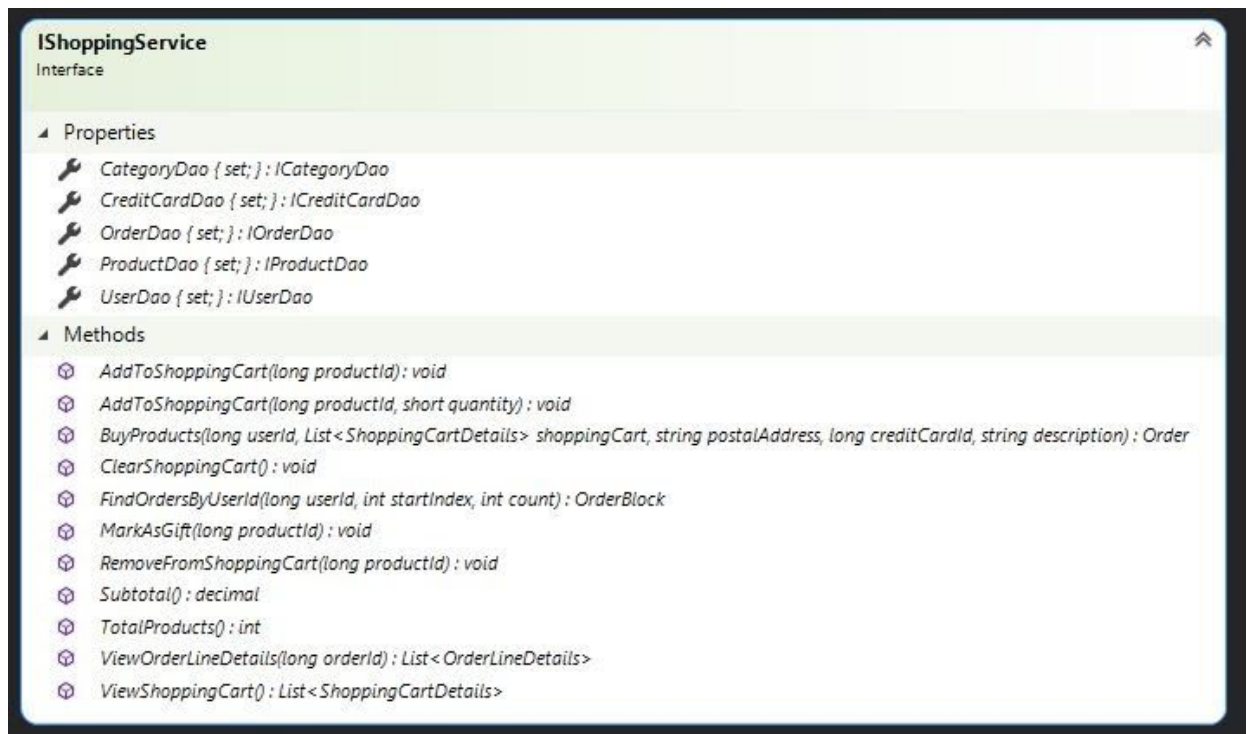 IShoppingService
Interface
Properties
CategoryDao { set; } : ICategoryDao
CreditCardDao { set; } : ICreditCardDao
OrderDao { set; } : IOrderDao
ProductDao { set; } : IProductDao
UserDao { set; } : IUserDao
Methods
AddToShoppingCart(long productId) : void
AddToShoppingCart(long productId, short quantity) : void
BuyProducts(long userId, List<ShoppingCartDetails> shoppingCart, string postalAddress, long creditCardId, string description) : Order
ClearShoppingCart() : void
FindOrdersByUserId(long userId, int startIndex, int count) : OrderBlock
MarkAsGift(long productId) : void
RemoveFromShoppingCart(long productId) : void
Subtotal() : decimal
TotalProducts() : int
ViewOrderLineDetails(long orderId) : List<OrderLineDetails>
ViewShoppingCart() : List<ShoppingCartDetails>